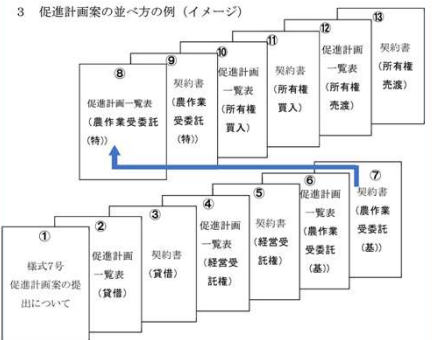 3 促進計画案の並べ方の例（イメージ）
①
様式7号
促進計画案の提
出について
②
促進計画
一覧表
（貸借）
③
契約書
（貸借）
④
促進計画
一覧表
（経営受
託権）
⑤
契約書
（経営受
託権）
⑥
促進計画
一覧表
（農作業
受委託
（基））
⑦
契約書
（農作業
受委託
（基））
⑧
促進計画一覧表
（農作業受委託
（特））
⑨
契約書
（農作業
受委託
（特））
⑩
促進計画
一覧表
（所有権
買入）
⑪
契約書
（所有権
買入）
⑫
促進計画
一覧表
（所有権
売渡）
⑬
契約書
（所有権
売渡）